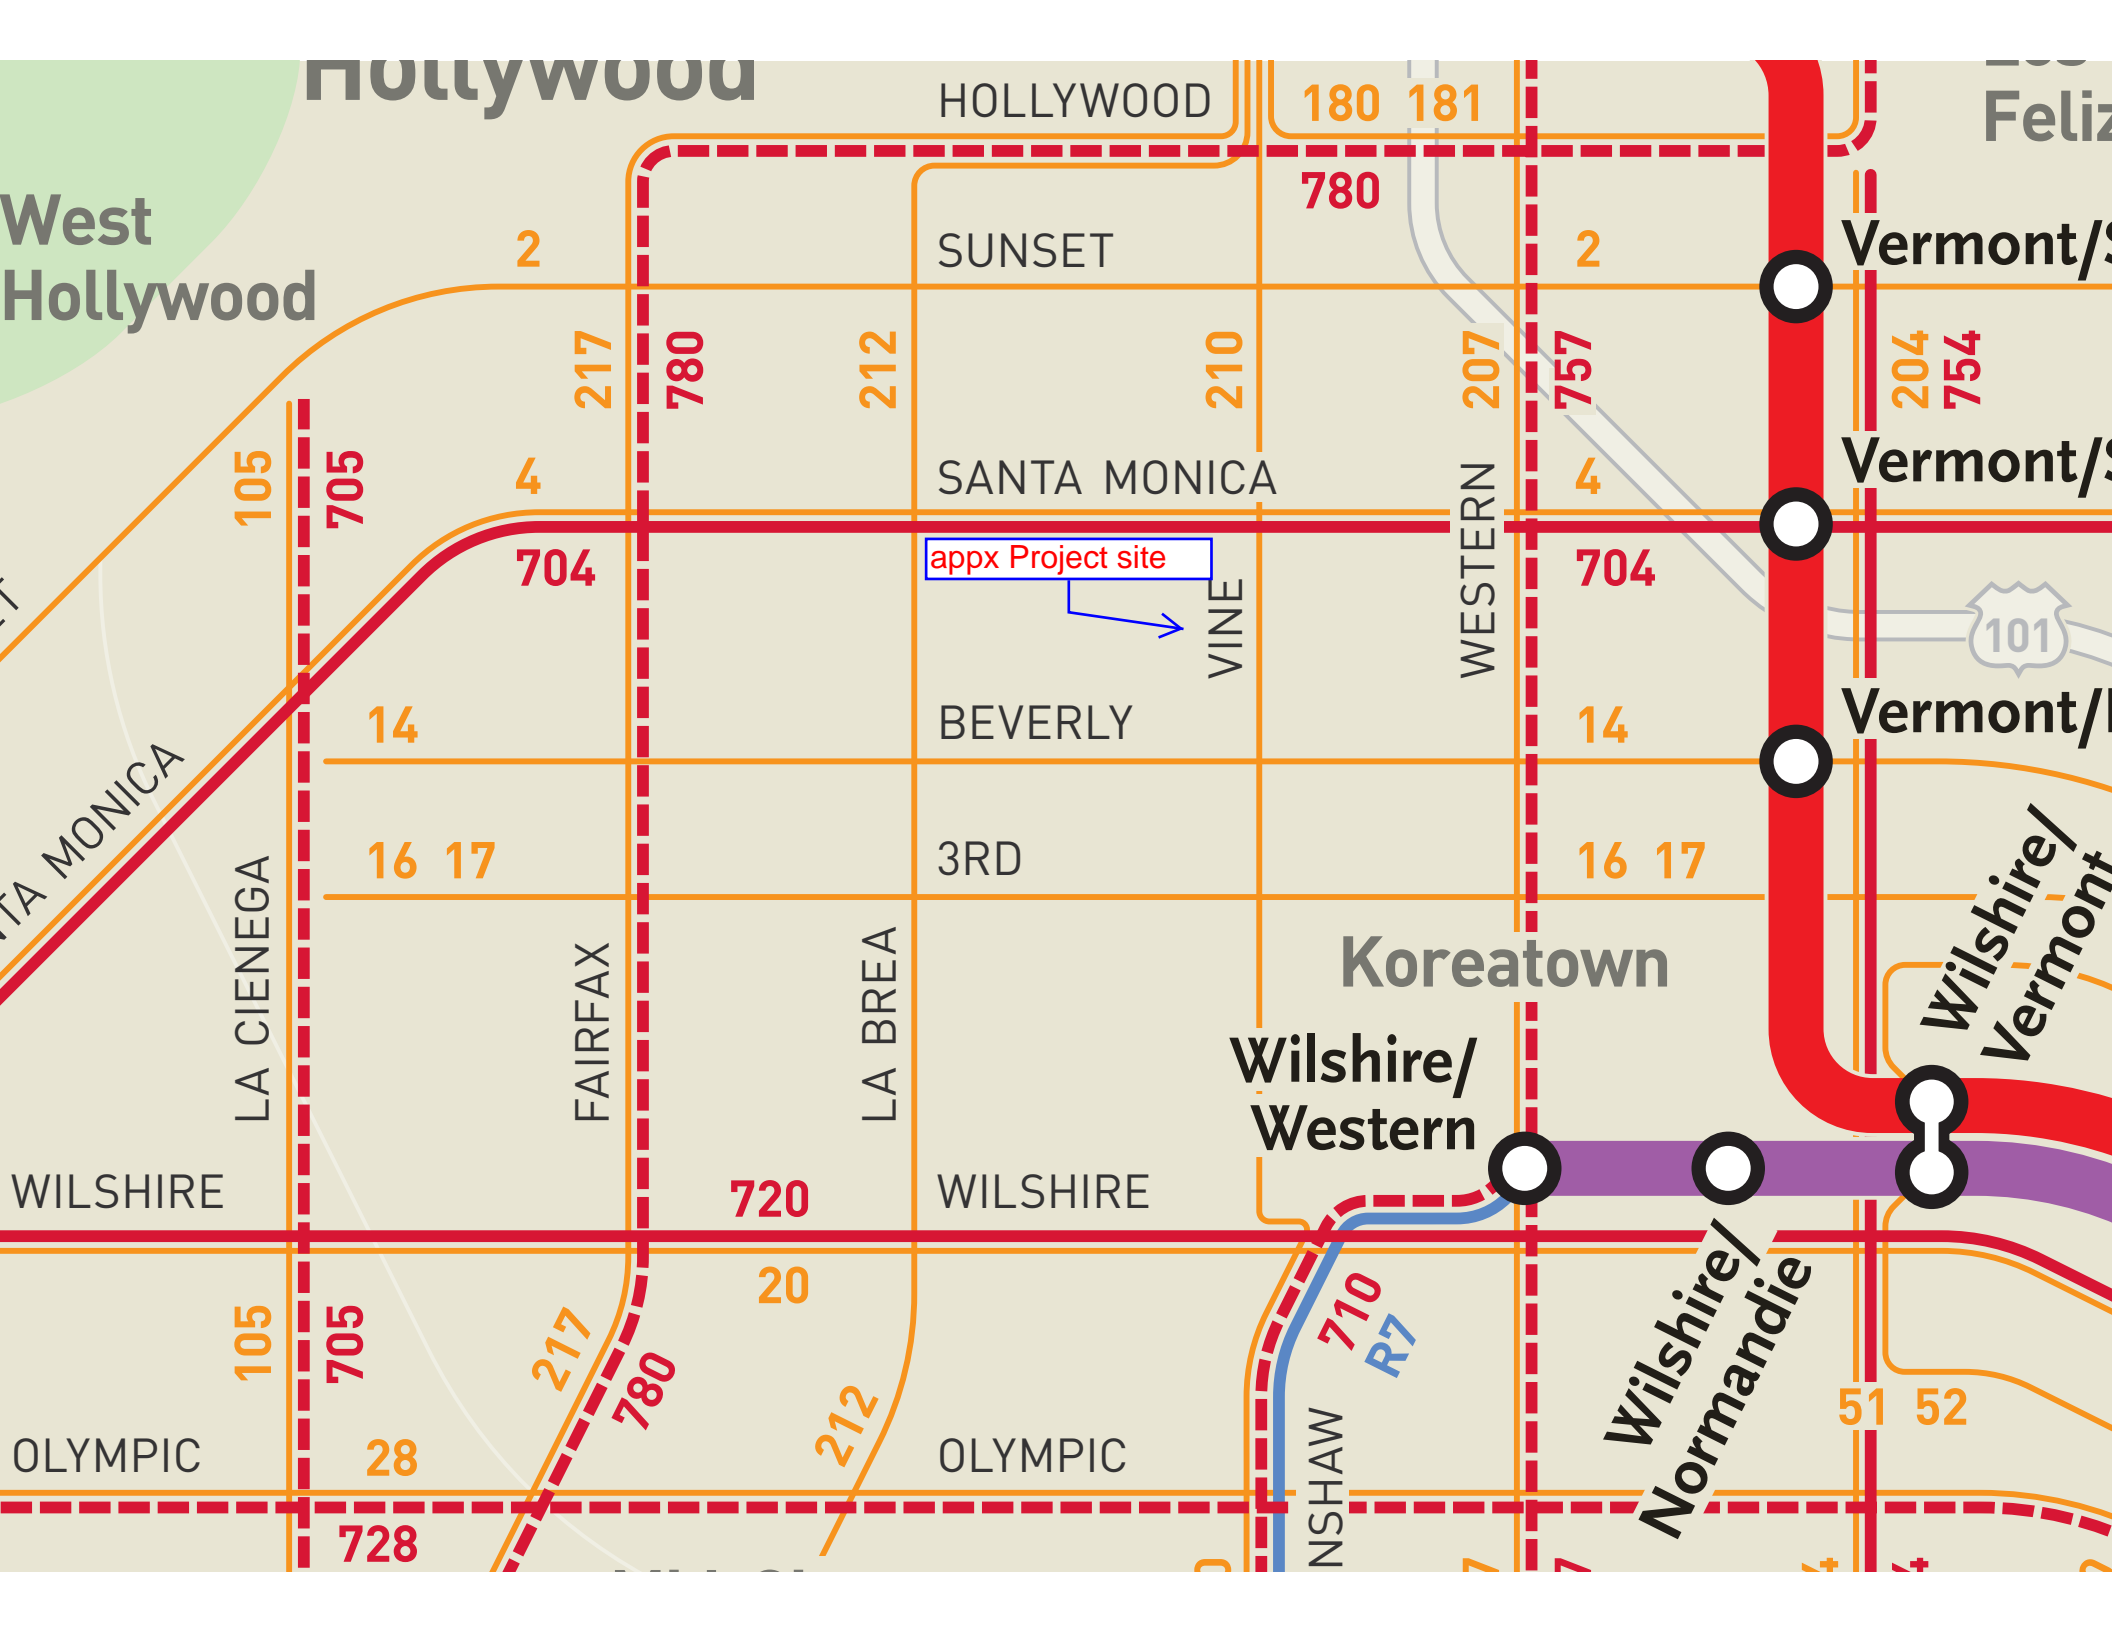 Hollywood
HOLLYWOOD
180 181
Feliz
780
West
Hollywood
2
SUNSET
2
Vermont/S
217
780
212
210
207
757
204
754
105
705
4
SANTA MONICA
4
Vermont/S
WESTERN
704
appx Project site
704
VINE
101
14
BEVERLY
14
Vermont/
SANTA MONICA
16 17
3RD
16 17
LA CIENEGA
FAIRFAX
LA BREA
Koreatown
Wilshire/
Vermont
Wilshire/
Western
WILSHIRE
720
WILSHIRE
20
105
705
217
780
212
710
R7
Wilshire/
Normandie
51 52
OLYMPIC
28
OLYMPIC
NSHAW
728